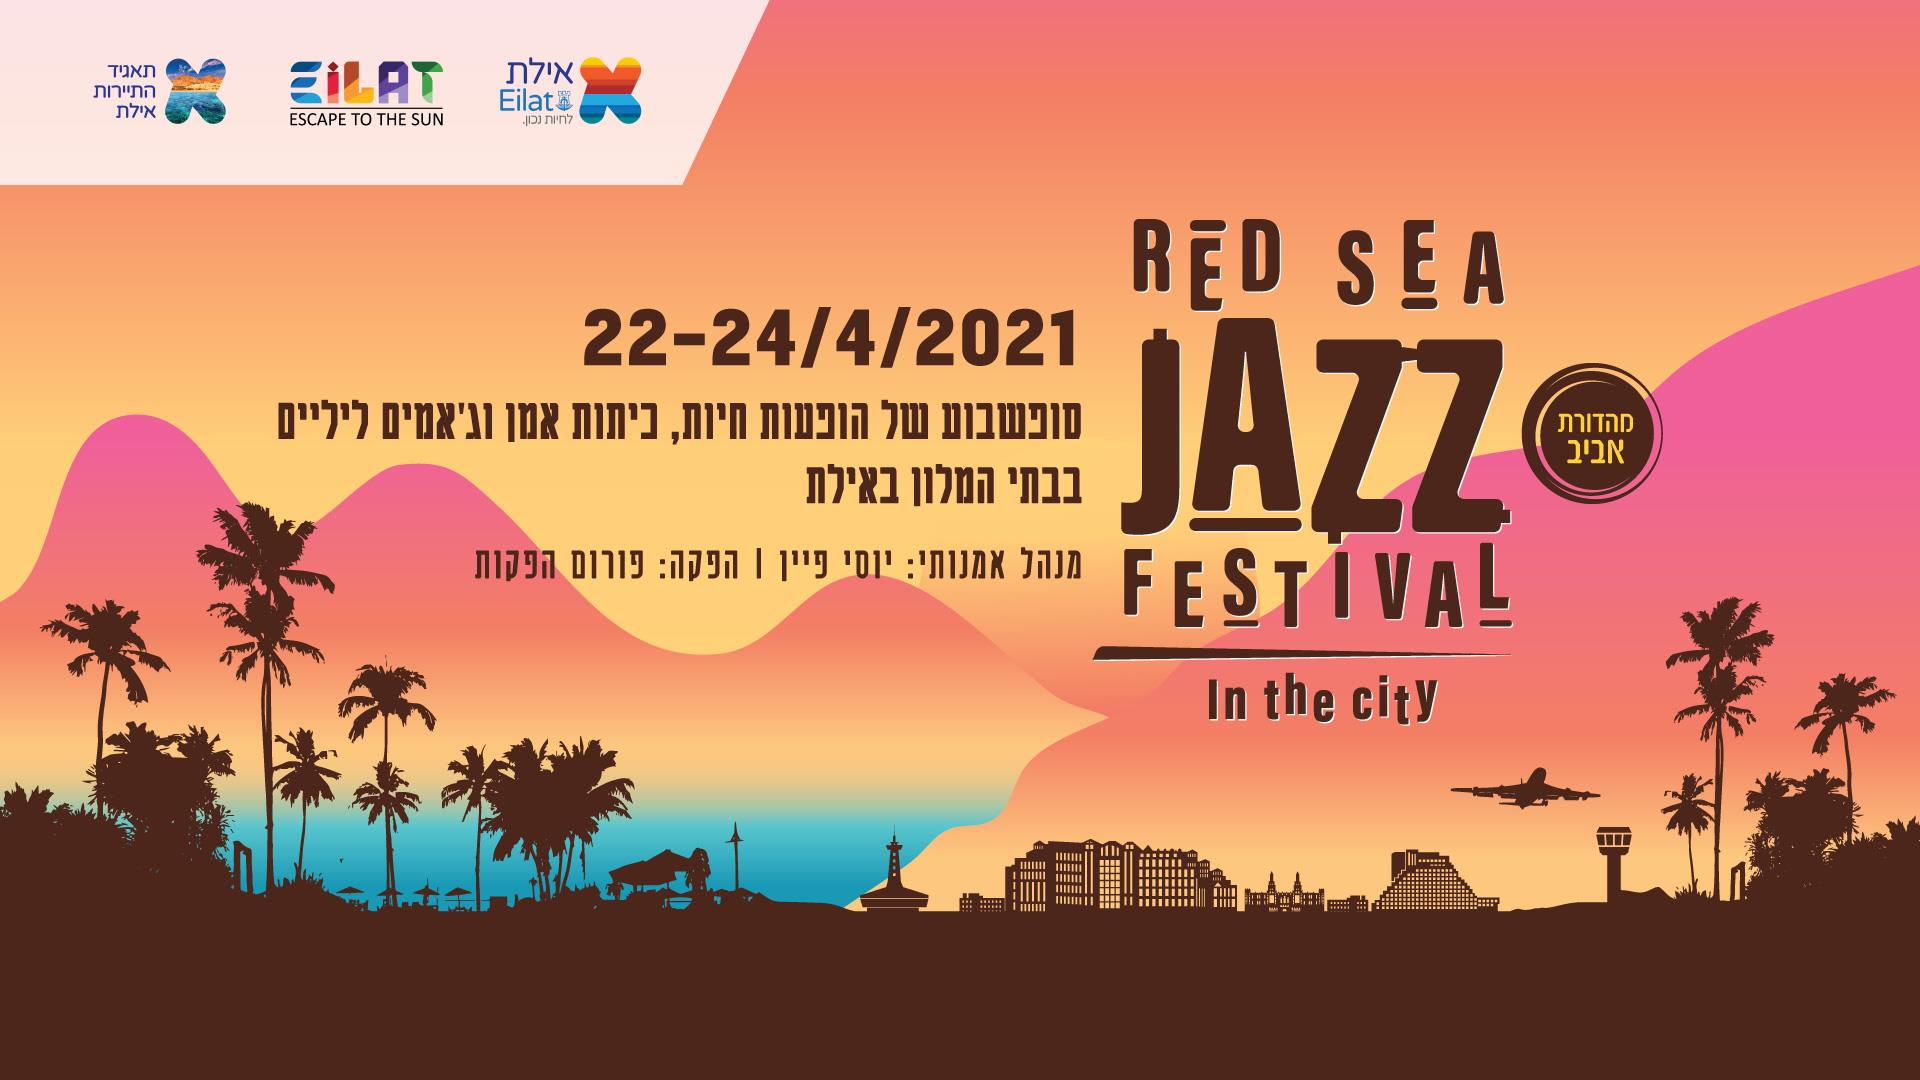 תאגיד
התיירות
אילת
EiLAT
ESCAPE TO THE SUN
אילת
Eilat
לחיות נכון.
RED SEA
JAZZ
FESTIVAL
In the city
מהדורת
אביב
22-24/4/2021
סופשבוע של הופעות חיות, כיתות אמן וג'אמים ליליים
בבתי המלון באילת
מנהל אמנותי: יוסי פיין | הפקה: פורום הפקות